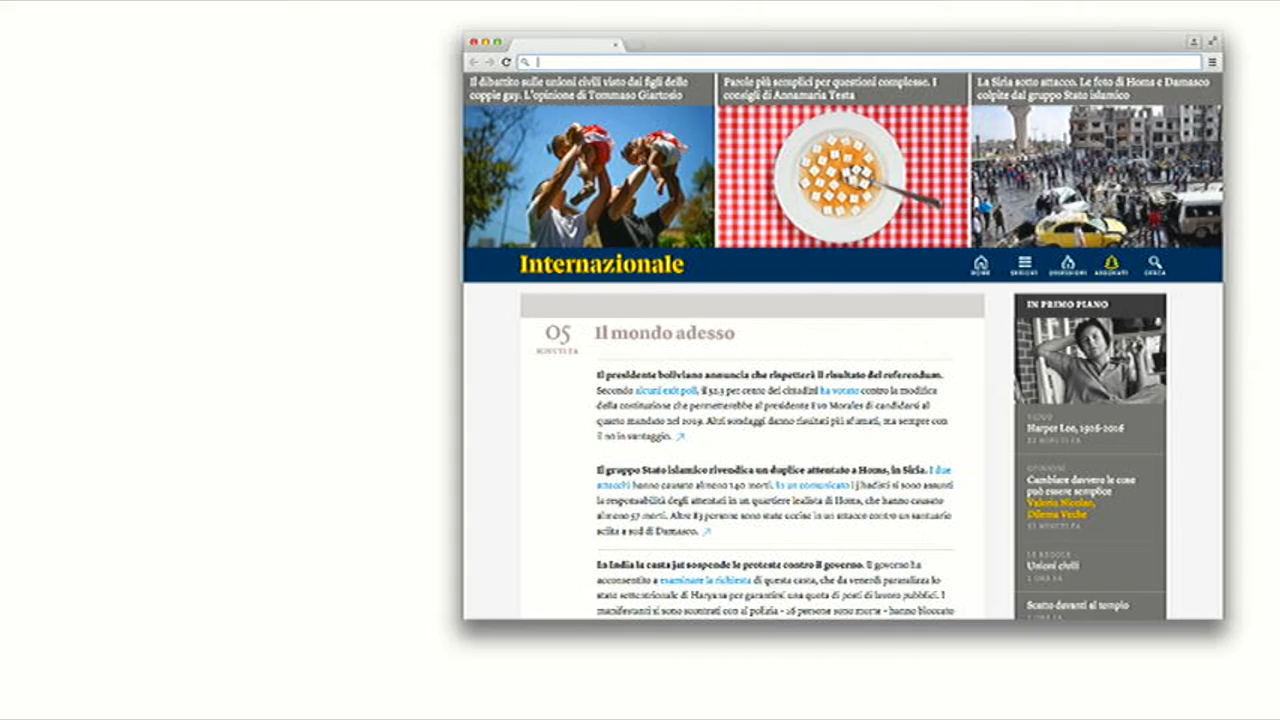 Il dibattito sulle unioni civili visto dai figli delle
coppie gay. L'opinione di Tommaso Giartosio
Parole più semplici per questioni complesse. I
consigli di Annamaria Testa
La Siria sotto attacco. Le foto di Homs e Damasco
colpite dal gruppo Stato islamico
Internazionale
HOME
CERCA
05
MINUTI FA
Il mondo adesso
Il presidente boliviano annuncia che rispetterà il risultato del referendum.
Secondo alcuni exit poll, il 52,3 per cento dei cittadini ha votato contro la modifica
della costituzione che permetterebbe al presidente Evo Morales di candidarsi al
quarto mandato nel 2019. Altri sondaggi danno risultati più sfumati, ma sempre con
il no in vantaggio.
Il gruppo Stato islamico rivendica un duplice attentato a Homs, in Siria. I due
attacchi hanno causato almeno 140 morti. In un comunicato i jihadisti si sono assunti
la responsabilità degli attentati in un quartiere lealista di Homs, che hanno causato
almeno 57 morti. Altre 83 persone sono state uccise in un attacco contro un santuario
sciita a sud di Damasco.
In India la casta jat sospende le proteste contro il governo. Il governo ha
acconsentito a esaminare la richiesta di questa casta, che da venerdì paralizza lo
stato settentrionale di Haryana per garantirsi una quota di posti di lavoro pubblici. I
manifestanti si sono scontrati con al polizia - 16 persone sono morte - hanno bloccato
IN PRIMO PIANO
VIDEO
Harper Lee, 1926-2016
MINUTI FA
OPINIONI
Cambiare davvero le cose
può essere semplice
Valeriu Nicolae,
Dilema Veche
MINUTI FA
LE REGOLE
Unioni civili
1 ORA FA
Scatto davanti al tempio